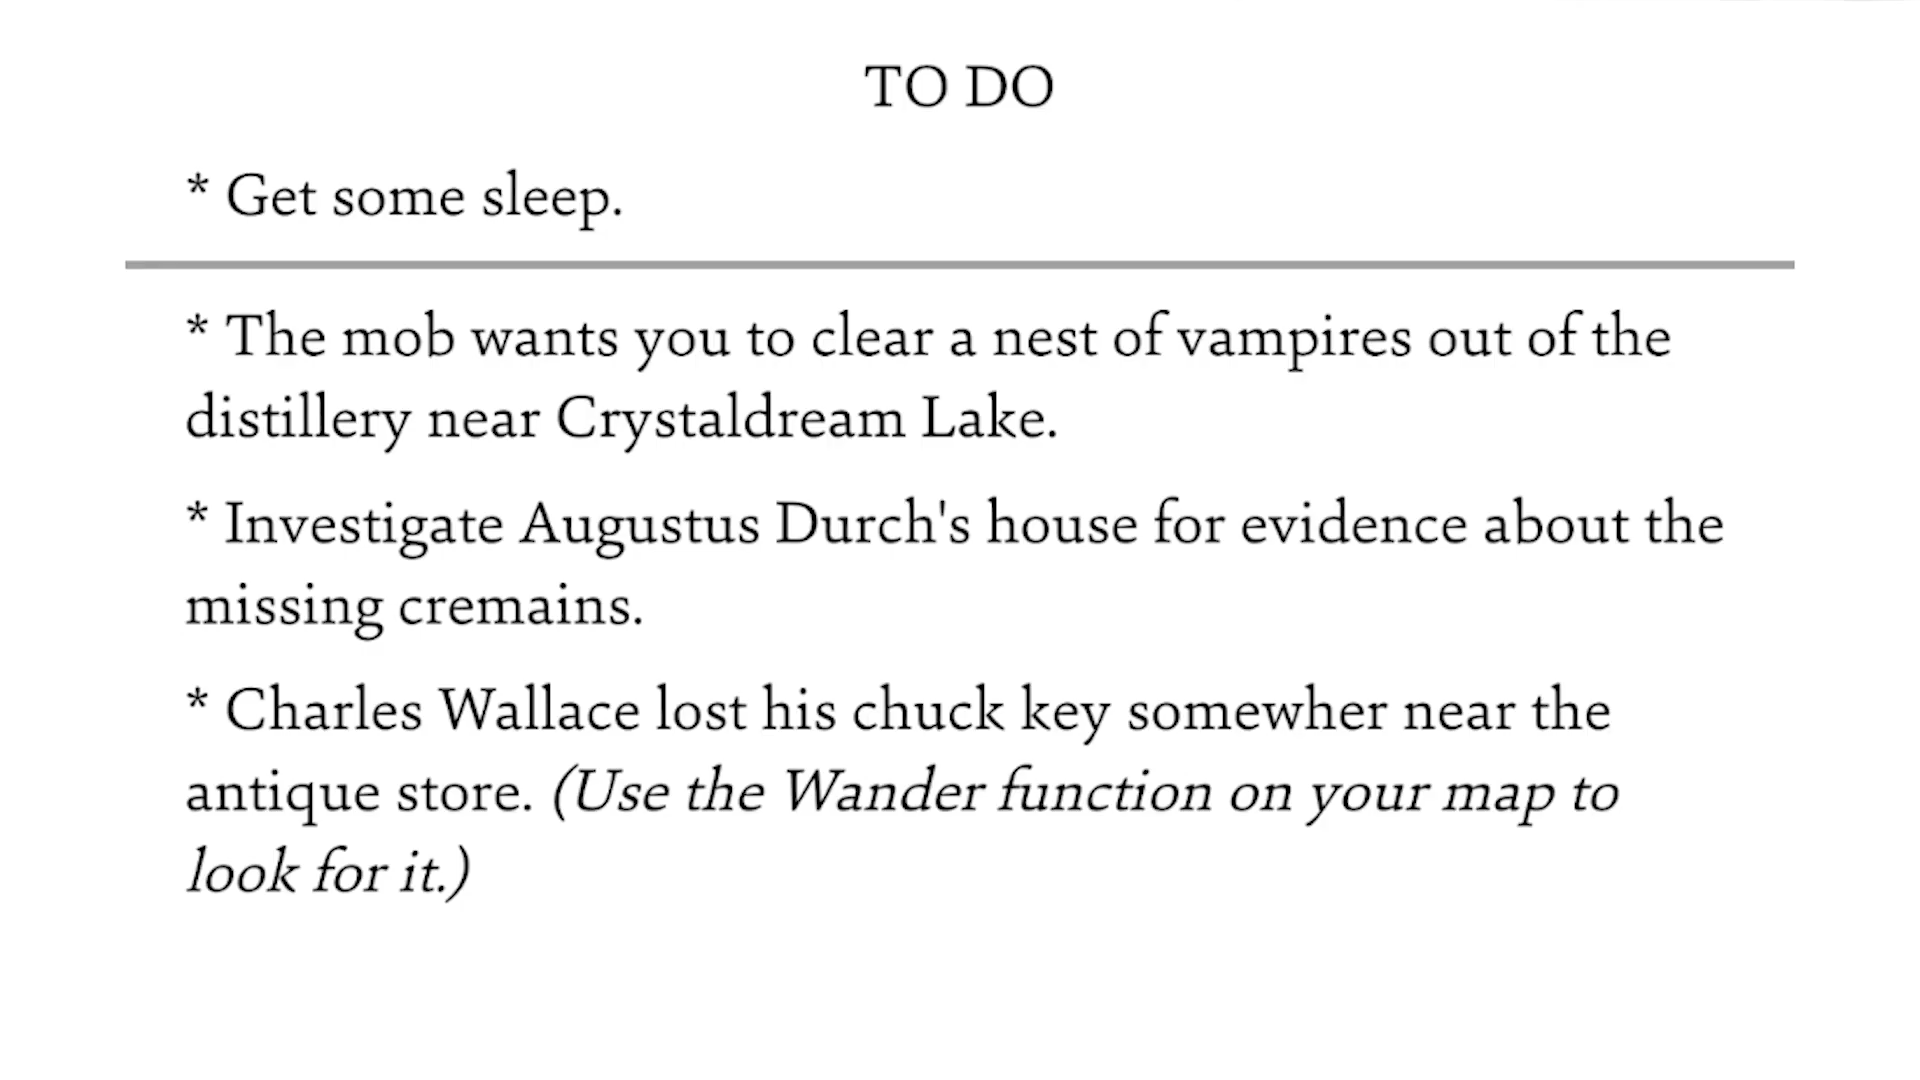 TO DO
* Get some sleep.
* The mob wants you to clear a nest of vampires out of the
distillery near Crystaldream Lake.
* Investigate Augustus Durch's house for evidence about the
missing cremains.
* Charles Wallace lost his chuck key somewher near the
antique store. (Use the Wander function on your map to
look for it.)